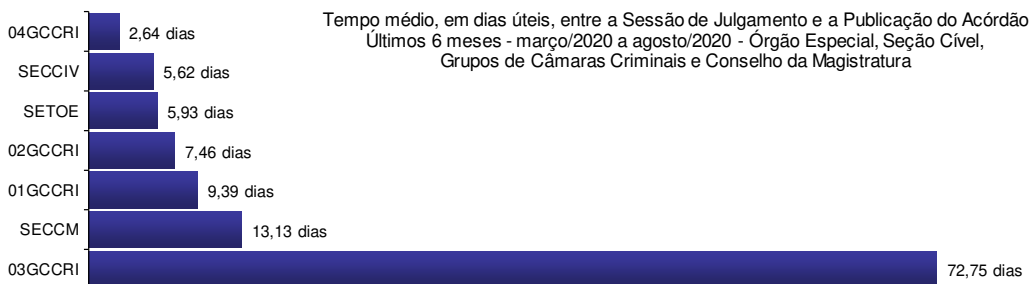 Tempo médio, em dias úteis, entre a Sessão de Julgamento e a Publicação do Acórdão
Últimos 6 meses - março/2020 a agosto/2020 - Órgão Especial, Seção Cível,
Grupos de Câmaras Criminais e Conselho da Magistratura
04GCCRI 2,64 dias
SECCIV 5,62 dias
SETOE 5,93 dias
02GCCRI 7,46 dias
01GCCRI 9,39 dias
SECCM 13,13 dias
03GCCRI 72,75 dias